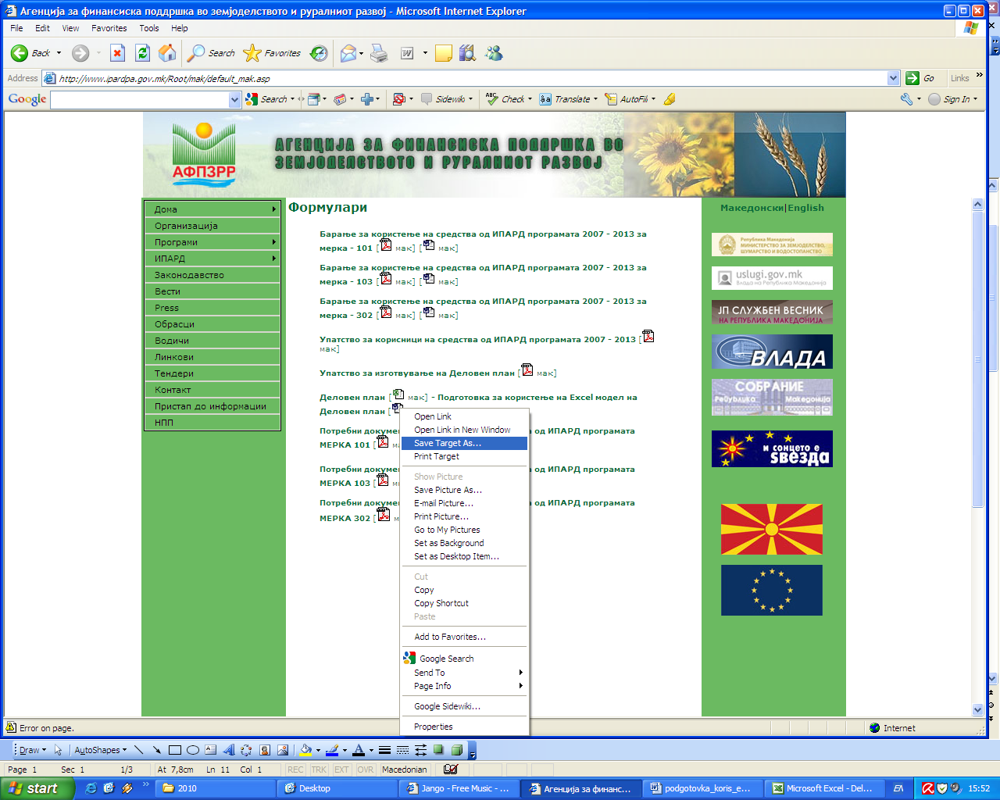 Агенција за финансиска поддршка во земјоделството и руралниот развој - Microsoft Internet Explorer
File Edit View Favorites Tools Help
Back Search Favorites
Address http://www.ipardpa.gov.mk/Root/mak/default_mak.asp Go Links
Google Search Sidewiki Check Translate AutoFill Sign In
АФПЗРР
АГЕНЦИЈА ЗА ФИНАНСИСКА ПОДДРШКА ВО
ЗЕМЈОДЕЛСТВОТО И РУРАЛНИОТ РАЗВОЈ
Дома
Организација
Програми
ИПАРД
Законодавство
Вести
Press
Обрасци
Водичи
Линкови
Тендери
Контакт
Пристап до информации
НПП
Формулари
Барање за користење на средства од ИПАРД програмата 2007 - 2013 за
мерка - 101 [ мак] [ мак]
Барање за користење на средства од ИПАРД програмата 2007 - 2013 за
мерка - 103 [ мак] [ мак]
Барање за користење на средства од ИПАРД програмата 2007 - 2013 за
мерка - 302 [ мак] [ мак]
Упатство за корисници на средства од ИПАРД програмата 2007 - 2013 [
мак]
Упатство за изготвување на Деловен план [ мак]
Деловен план [ мак] - Подготовка за користење на Excel модел на
Деловен план [
Потребни докумен од ИПАРД програмата
МЕРКА 101 [ м
Потребни докумен од ИПАРД програмата
МЕРКА 103 [ м
Потребни докумен од ИПАРД програмата
МЕРКА 302 [ м
Open Link
Open Link in New Window
Save Target As...
Print Target
Show Picture
Save Picture As...
E-mail Picture...
Print Picture...
Go to My Pictures
Set as Background
Set as Desktop Item...
Cut
Copy
Copy Shortcut
Paste
Add to Favorites...
Google Search
Send To
Page Info
Google Sidewiki...
Properties
Македонски|English
Република Македонија
МИНИСТЕРСТВО ЗА ЗЕМЈОДЕЛСТВО,
ШУМАРСТВО И ВОДОСТОПАНСТВО
uslugi.gov.mk
Влада на Република Македонија
ЈП СЛУЖБЕН ВЕСНИК
НА РЕПУБЛИКА МАКЕДОНИЈА
ВЛАДА
СОБРАНИЕ
Република Македонија
и сонцето е
ѕвезда
Error on page. Internet
Draw AutoShapes
Page 1 Sec 1 1/3 At 7,8cm Ln 11 Col 1 REC TRK EXT OVR Macedonian
start 2010 Desktop Jango - Free Music - ... Агенција за финанс... podgotovka_koris_e... Microsoft Excel - Del... EN 15:52